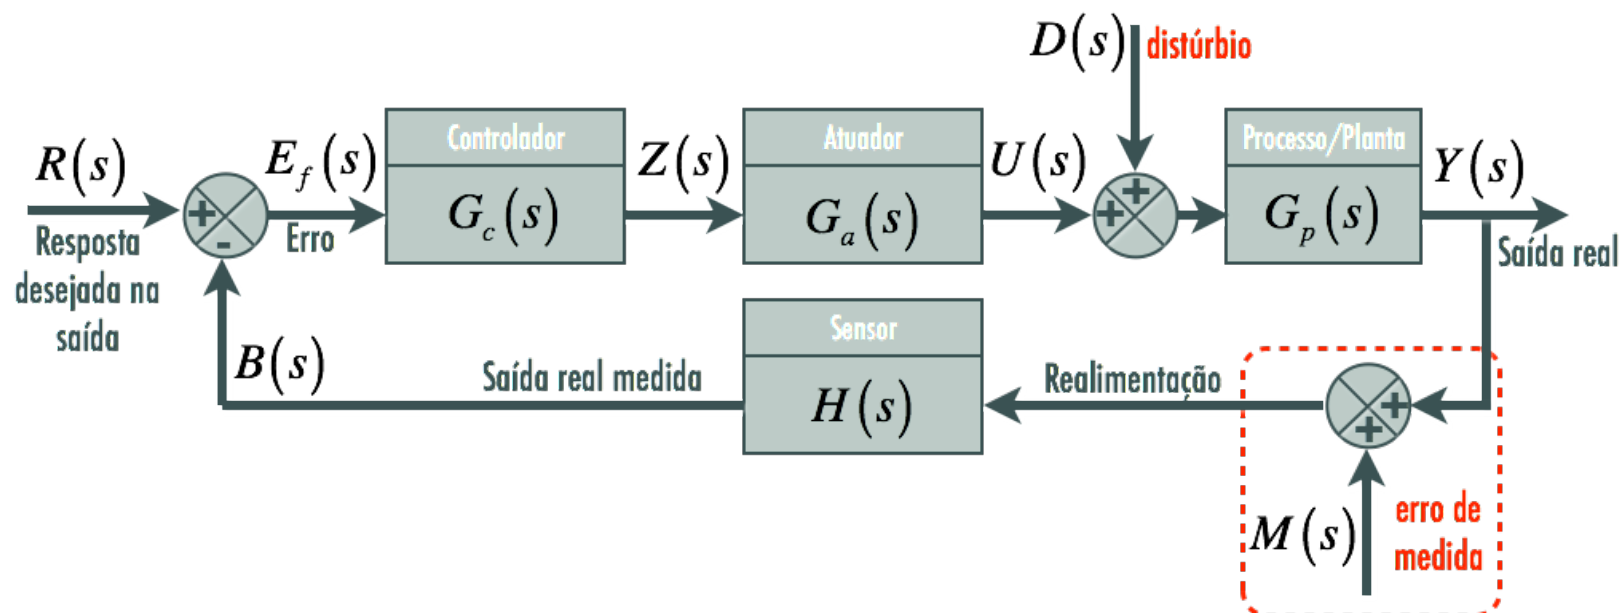 D(s) distúrbio
R(s)
Resposta
desejada na
saída
+
-
E_f(s)
Erro
Controlador
G_c(s)
Z(s)
Atuador
G_a(s)
U(s)
+
+
Processo/Planta
G_p(s)
Y(s)
Saída real
B(s)
Saída real medida
Sensor
H(s)
Realimentação
+
+
M(s)
erro de
medida